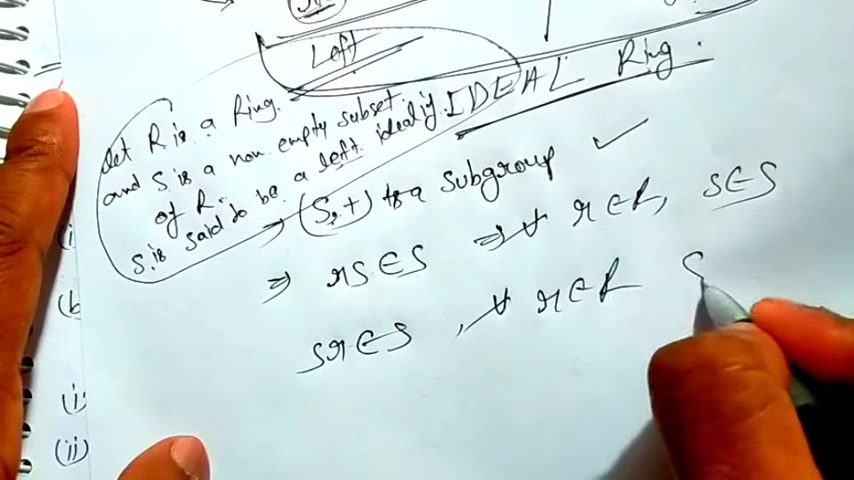 Left
IDEAL Ring.
Let R is a Ring.
and S is a non empty subset
of R.
S is said to be a left ideal if
⇒ (S, +) is a subgroup ✓
⇒ rs∈S ⇒ ∀ r∈R, s∈S
sr∈S , ∀ r∈R S
(i
(b
(i)
(ii)